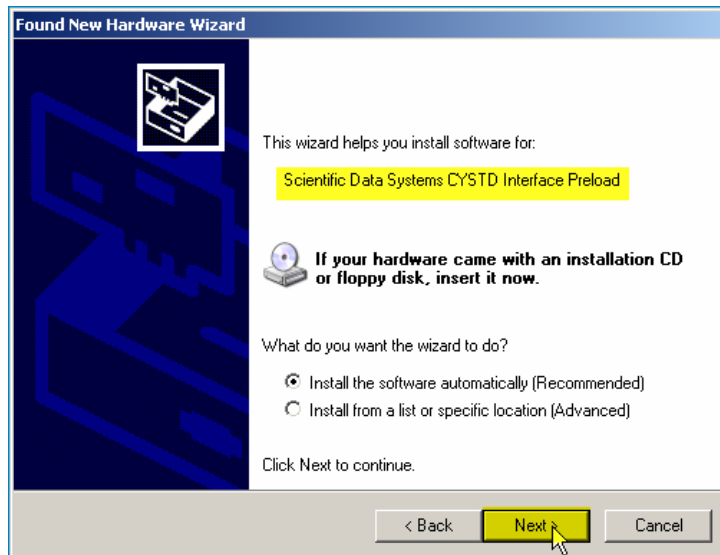 Found New Hardware Wizard
This wizard helps you install software for:
Scientific Data Systems CYSTD Interface Preload
If your hardware came with an installation CD
or floppy disk, insert it now.
What do you want the wizard to do?
Install the software automatically (Recommended)
Install from a list or specific location (Advanced)
Click Next to continue.
< Back Next > Cancel